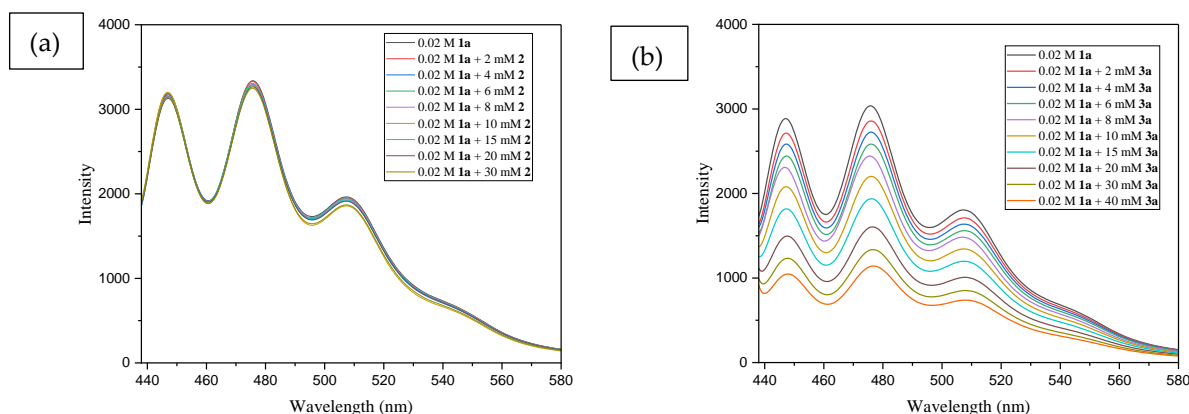 (a)
4000
3000
2000
1000
0
Intensity
440 460 480 500 520 540 560 580
Wavelength (nm)
0.02 M 1a
0.02 M 1a + 2 mM 2
0.02 M 1a + 4 mM 2
0.02 M 1a + 6 mM 2
0.02 M 1a + 8 mM 2
0.02 M 1a + 10 mM 2
0.02 M 1a + 15 mM 2
0.02 M 1a + 20 mM 2
0.02 M 1a + 30 mM 2
(b)
4000
3000
2000
1000
0
Intensity
440 460 480 500 520 540 560 580
Wavelength (nm)
0.02 M 1a
0.02 M 1a + 2 mM 3a
0.02 M 1a + 4 mM 3a
0.02 M 1a + 6 mM 3a
0.02 M 1a + 8 mM 3a
0.02 M 1a + 10 mM 3a
0.02 M 1a + 15 mM 3a
0.02 M 1a + 20 mM 3a
0.02 M 1a + 30 mM 3a
0.02 M 1a + 40 mM 3a